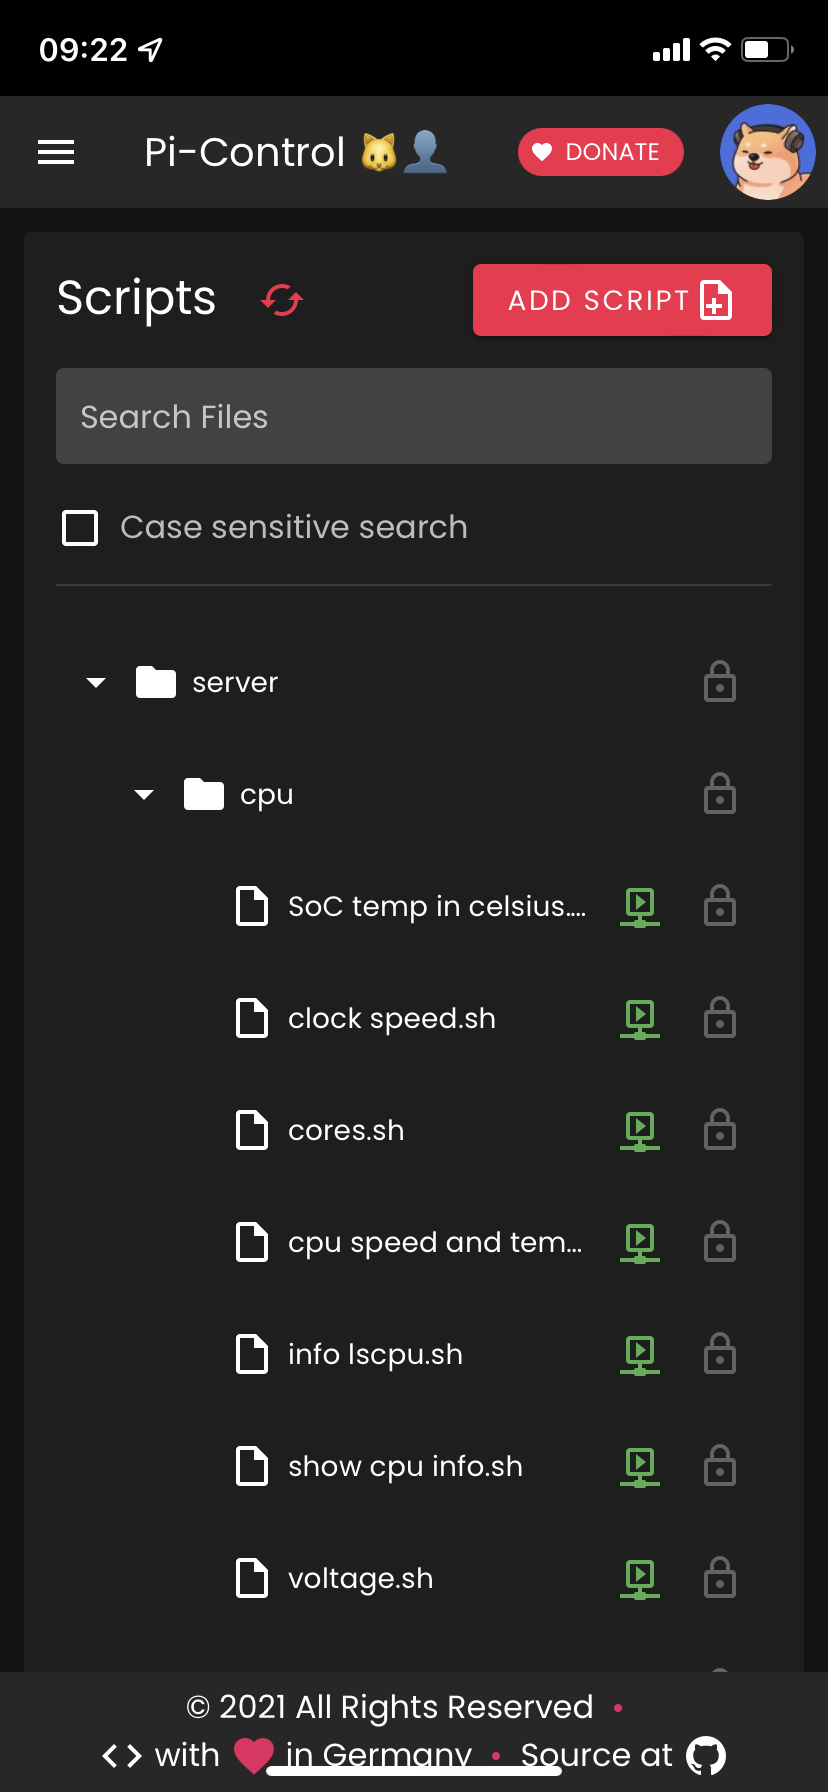 09:22
Pi-Control 🐱👤 DONATE
Scripts ADD SCRIPT
Search Files
Case sensitive search
server
cpu
SoC temp in celsius....
clock speed.sh
cores.sh
cpu speed and tem...
info lscpu.sh
show cpu info.sh
voltage.sh
© 2021 All Rights Reserved •
<> with ❤ in Germany • Source at